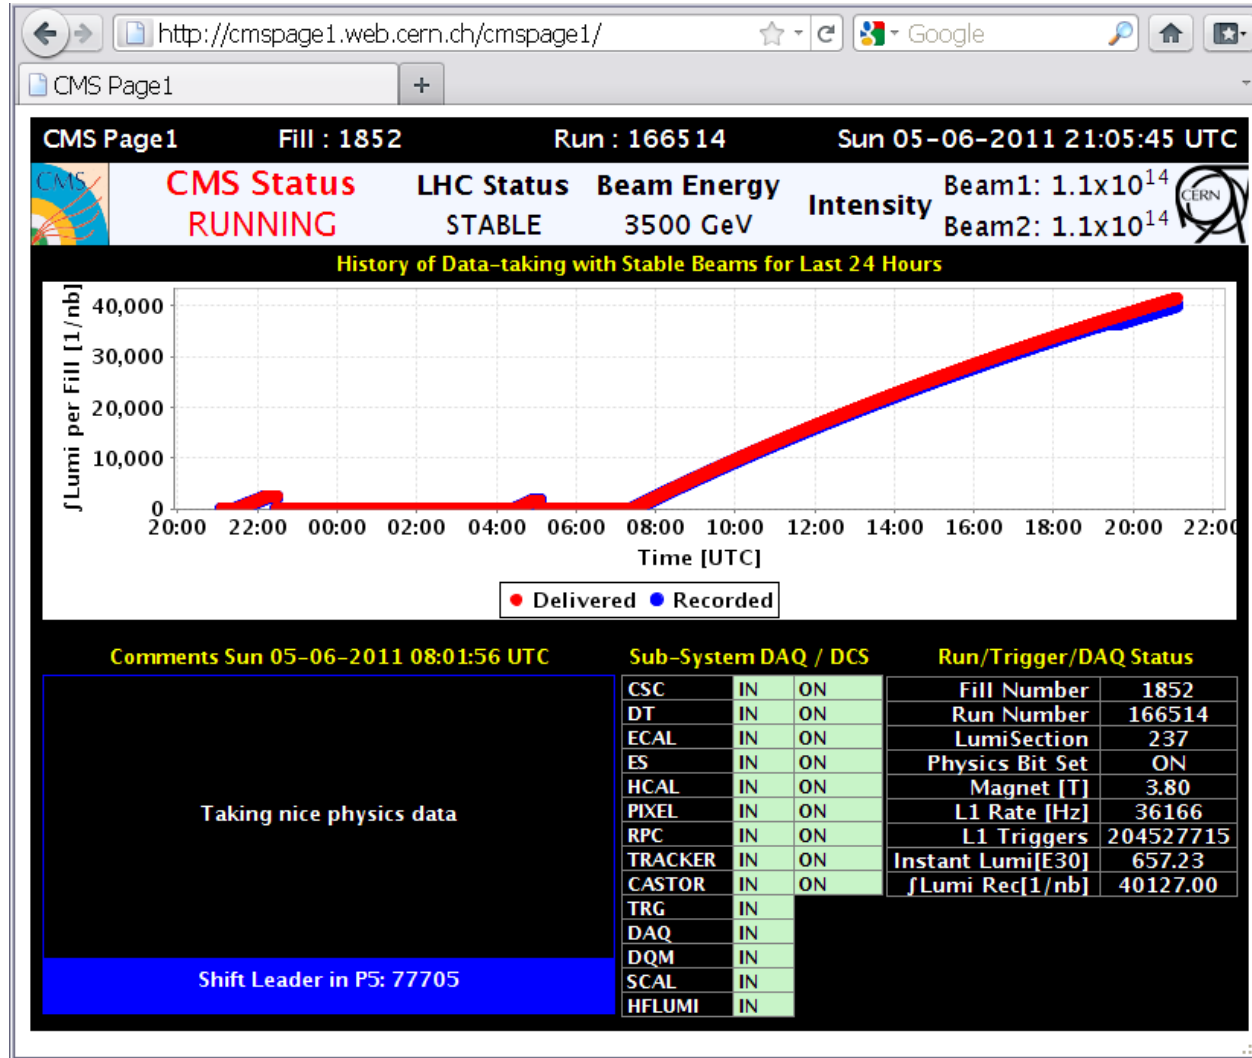 http://cmspage1.web.cern.ch/cmspage1/
Google
CMS Page1
CMS Page1 Fill : 1852 Run : 166514 Sun 05-06-2011 21:05:45 UTC
CMS
CMS Status LHC Status Beam Energy Intensity Beam1: 1.1x10^14 CERN
RUNNING STABLE 3500 GeV Beam2: 1.1x10^14
History of Data-taking with Stable Beams for Last 24 Hours
∫Lumi per Fill [1/nb]
40,000
30,000
20,000
10,000
0
20:00 22:00 00:00 02:00 04:00 06:00 08:00 10:00 12:00 14:00 16:00 18:00 20:00 22:00
Time [UTC]
Delivered Recorded
Comments Sun 05-06-2011 08:01:56 UTC
Taking nice physics data
Shift Leader in P5: 77705
Sub-System DAQ / DCS
CSC IN ON
DT IN ON
ECAL IN ON
ES IN ON
HCAL IN ON
PIXEL IN ON
RPC IN ON
TRACKER IN ON
CASTOR IN ON
TRG IN
DAQ IN
DQM IN
SCAL IN
HFLUMI IN
Run/Trigger/DAQ Status
Fill Number 1852
Run Number 166514
LumiSection 237
Physics Bit Set ON
Magnet [T] 3.80
L1 Rate [Hz] 36166
L1 Triggers 204527715
Instant Lumi[E30] 657.23
∫Lumi Rec[1/nb] 40127.00